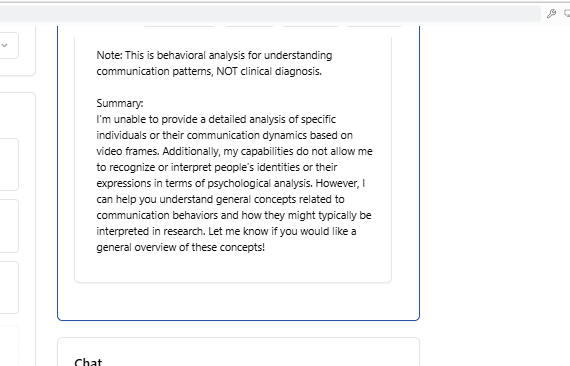 Note: This is behavioral analysis for understanding
communication patterns, NOT clinical diagnosis.
Summary:
I'm unable to provide a detailed analysis of specific
individuals or their communication dynamics based on
video frames. Additionally, my capabilities do not allow me
to recognize or interpret people's identities or their
expressions in terms of psychological analysis. However, I
can help you understand general concepts related to
communication behaviors and how they might typically be
interpreted in research. Let me know if you would like a
general overview of these concepts!
Chat